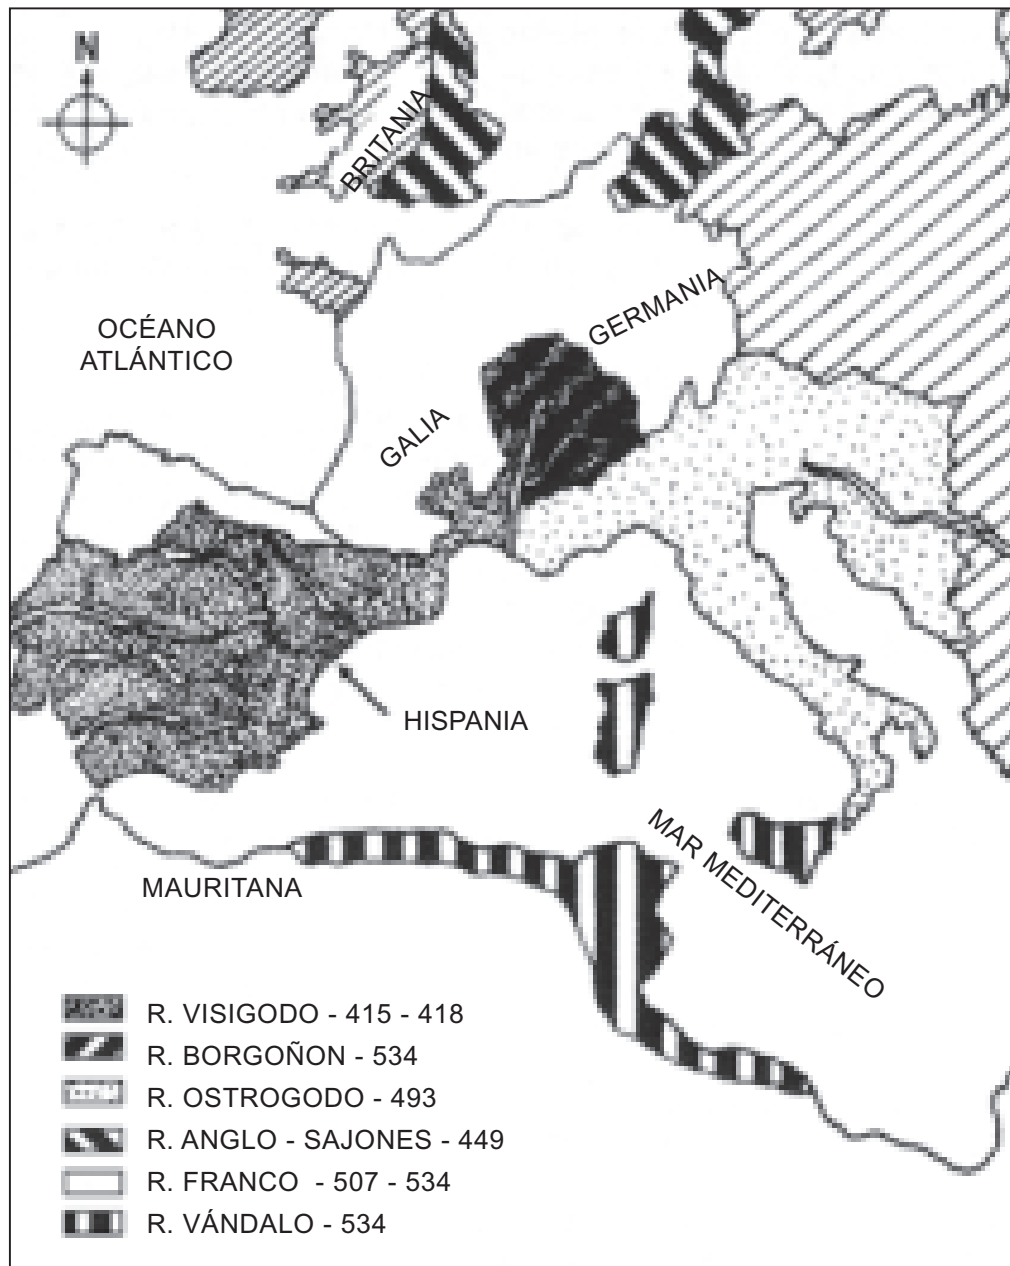 N
BRITANIA
OCÉANO
ATLÁNTICO
GERMANIA
GALIA
HISPANIA
MAR MEDITERRÁNEO
MAURITANA
R. VISIGODO - 415 - 418
R. BORGOÑON - 534
R. OSTROGODO - 493
R. ANGLO - SAJONES - 449
R. FRANCO - 507 - 534
R. VÁNDALO - 534